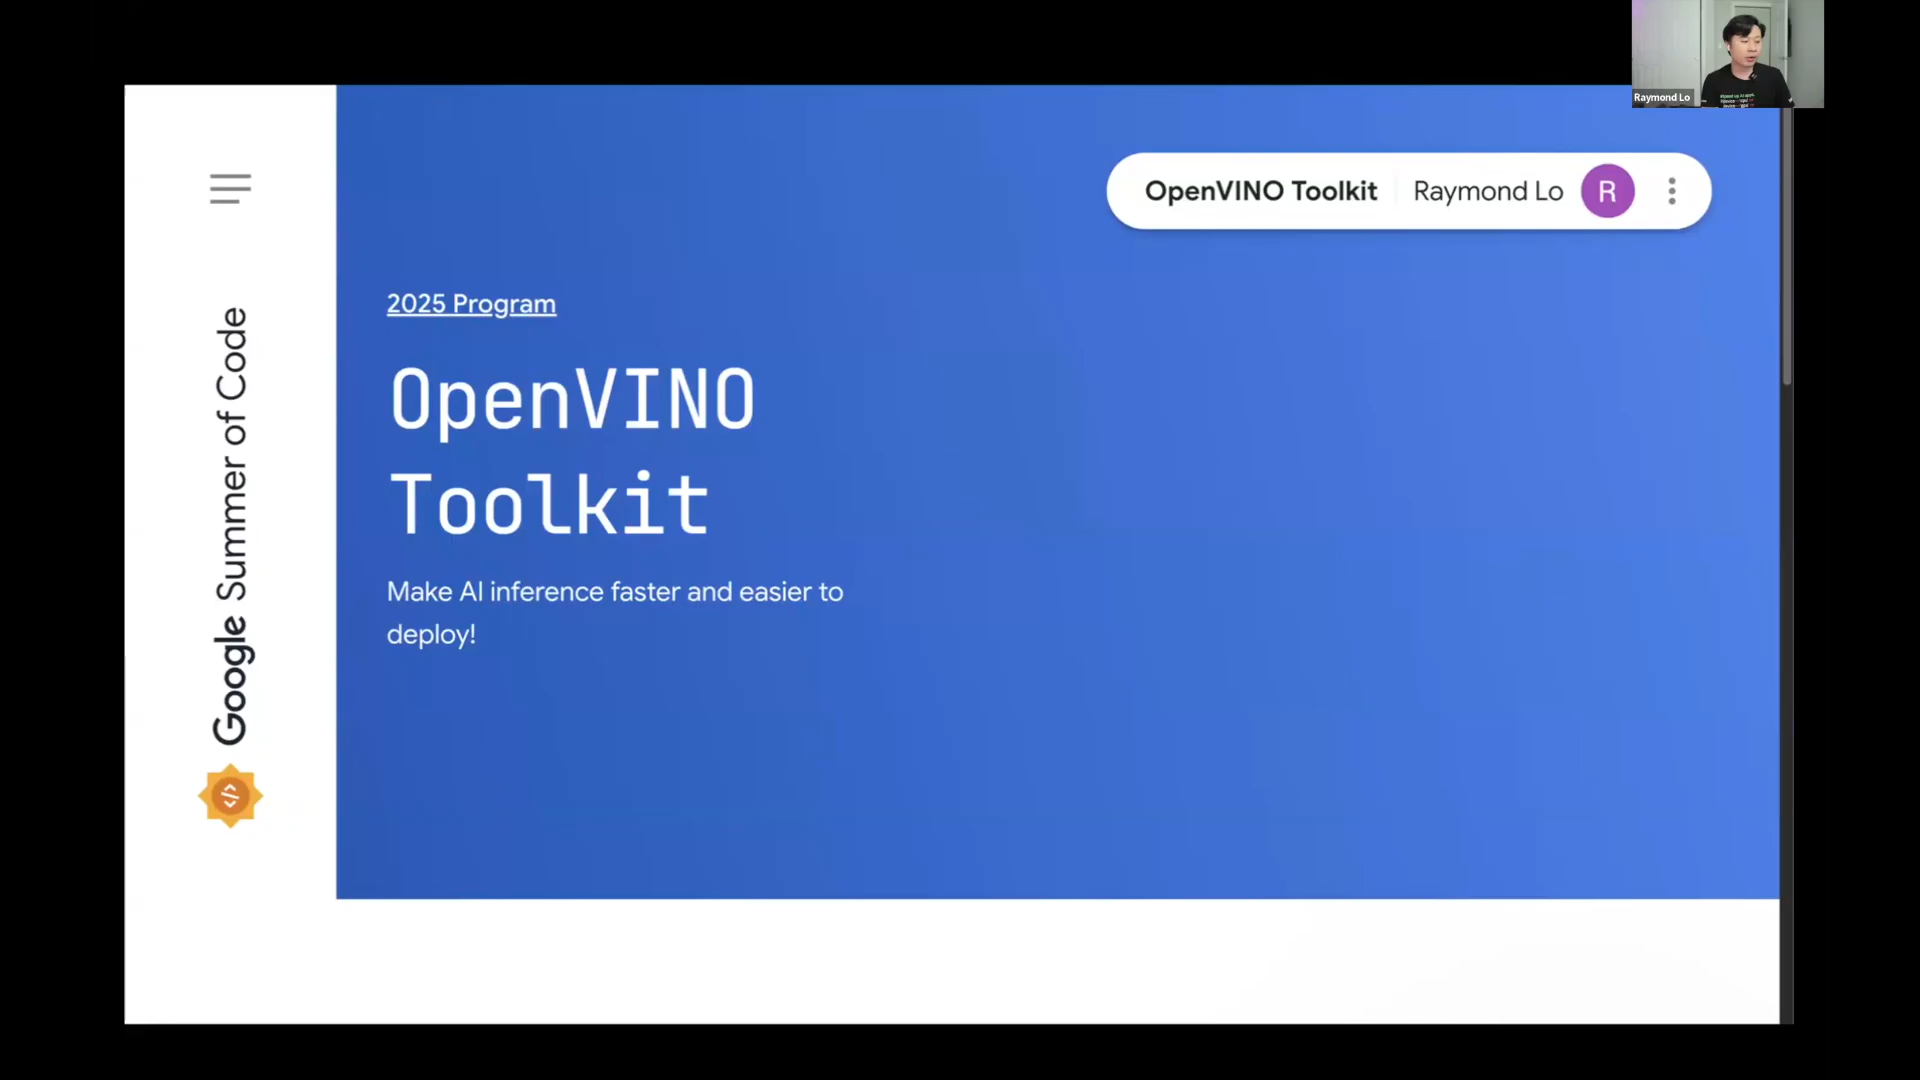 Raymond Lo
OpenVINO Toolkit
Raymond Lo
R
Google Summer of Code
2025 Program
OpenVINO
Toolkit
Make AI inference faster and easier to
deploy!